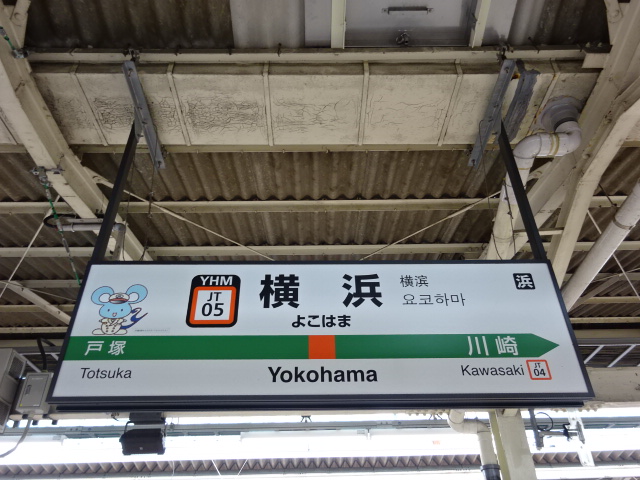 YHM
JT
05
横浜
よこはま
横滨
요코하마
浜
戸塚
川崎
Totsuka
Yokohama
Kawasaki
JT
04